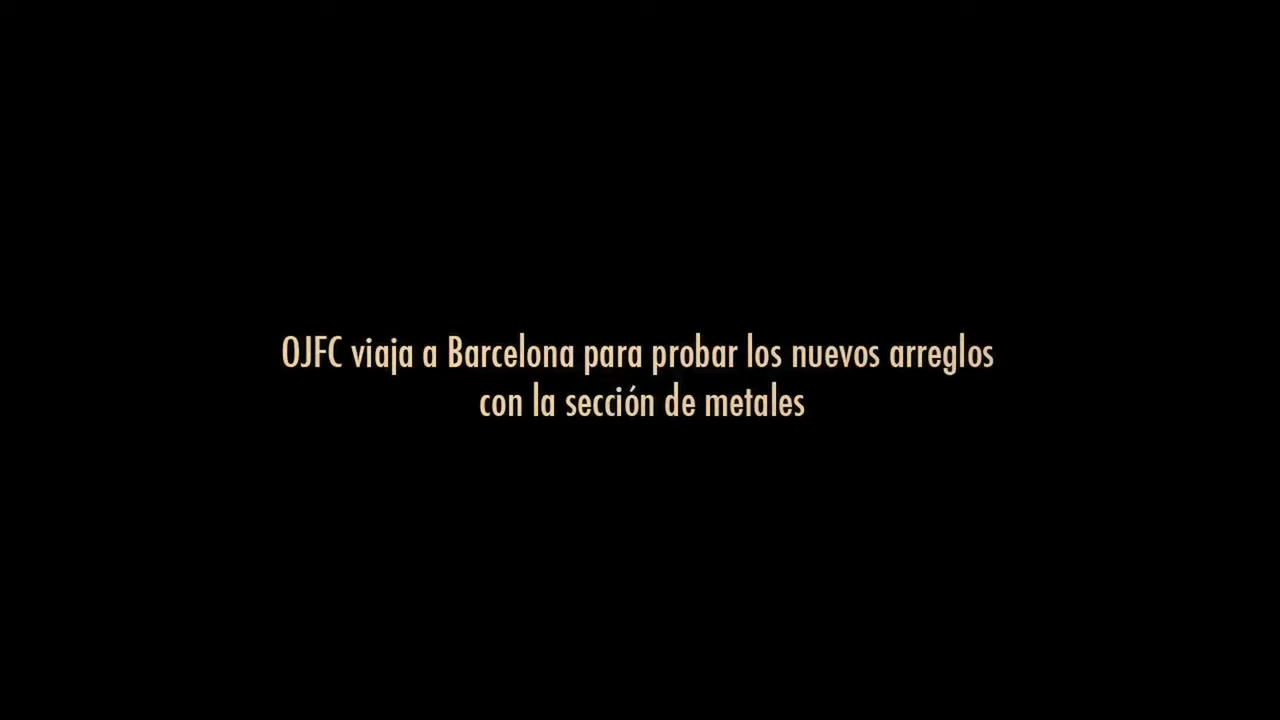 OJFC viaja a Barcelona para probar los nuevos arreglos
con la sección de metales